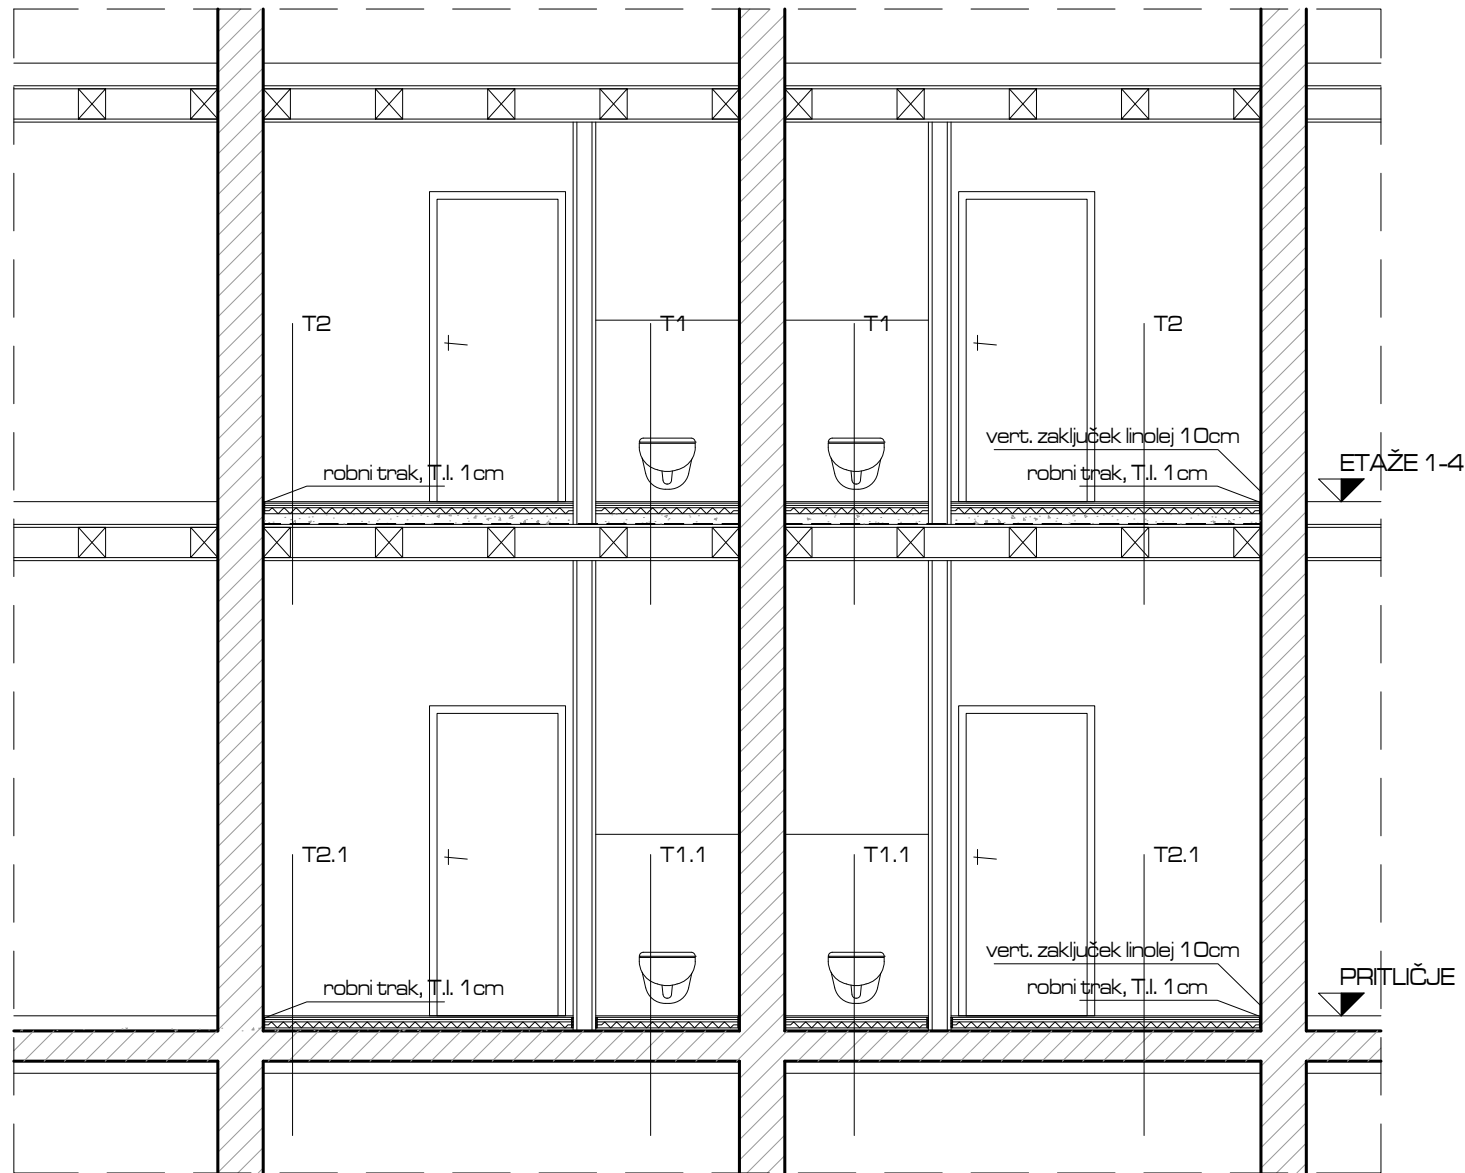 T2
T1
T1
T2
vert. zaključek linolej 10cm
robni trak, T.I. 1cm
robni trak, T.I. 1cm
ETAŽE 1-4
T2.1
T1.1
T1.1
T2.1
vert. zaključek linolej 10cm
robni trak, T.I. 1cm
robni trak, T.I. 1cm
PRITLIČJE